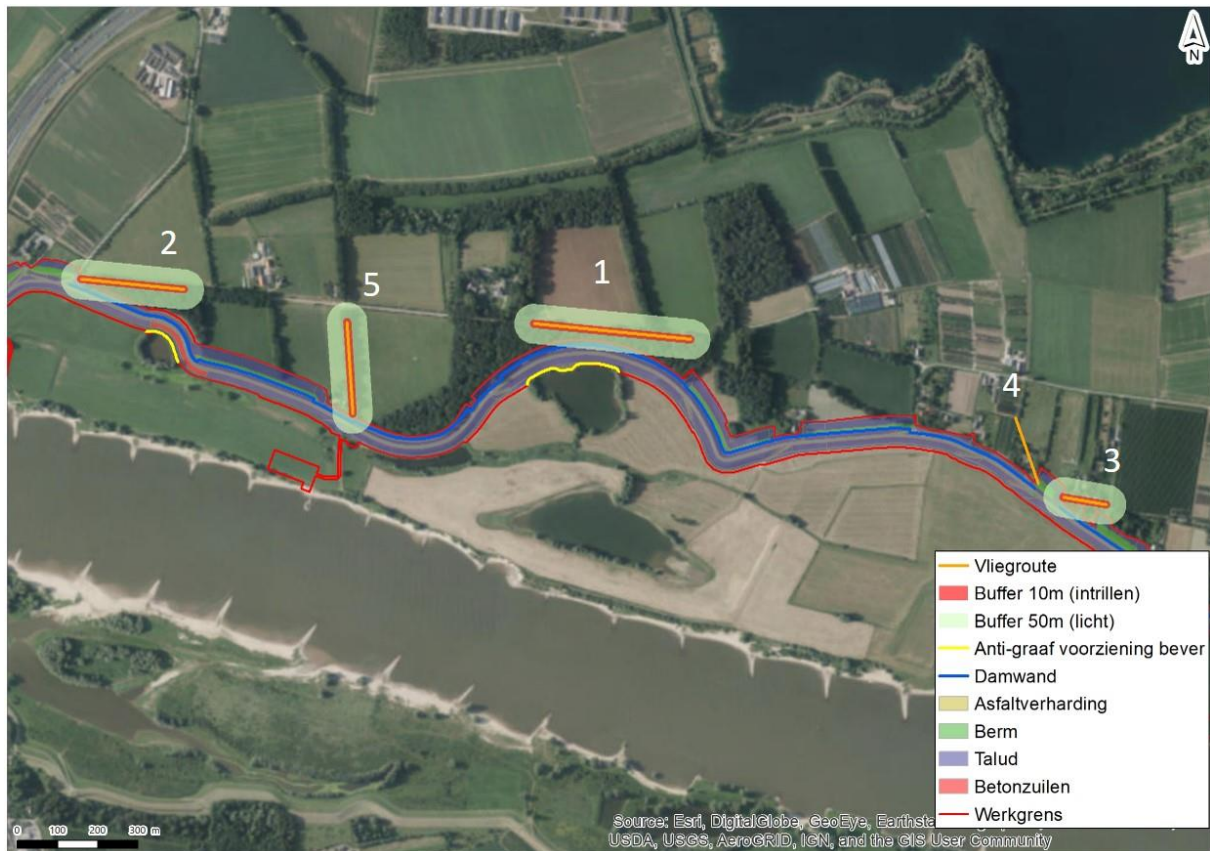 N
2
5
1
4
3
Vliegroute
Buffer 10m (intrillen)
Buffer 50m (licht)
Anti-graaf voorziening bever
Damwand
Asfaltverharding
Berm
Talud
Betonzuilen
Werkgrens
0 100 200 300 m
Source: Esri, DigitalGlobe, GeoEye,
USDA, USGS, AeroGRID, IGN, and the GIS User Community